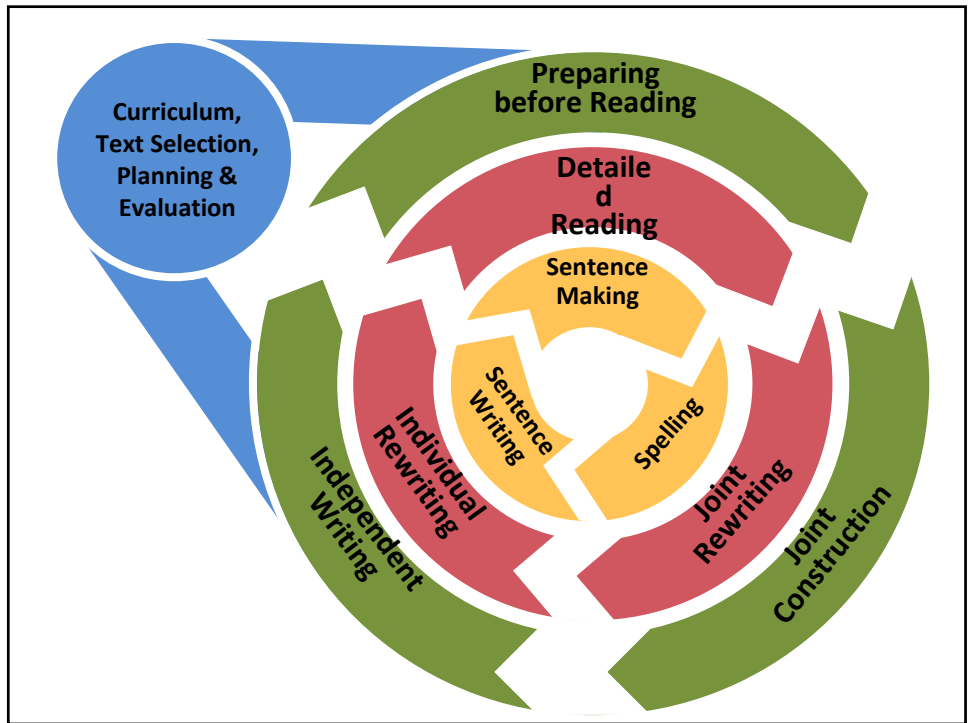 Curriculum,
Text Selection,
Planning &
Evaluation
Preparing
before Reading
Detaile
d
Reading
Sentence
Making
Sentence
Writing
Spelling
Individual
Rewriting
Joint
Rewriting
Independent
Writing
Joint
Construction